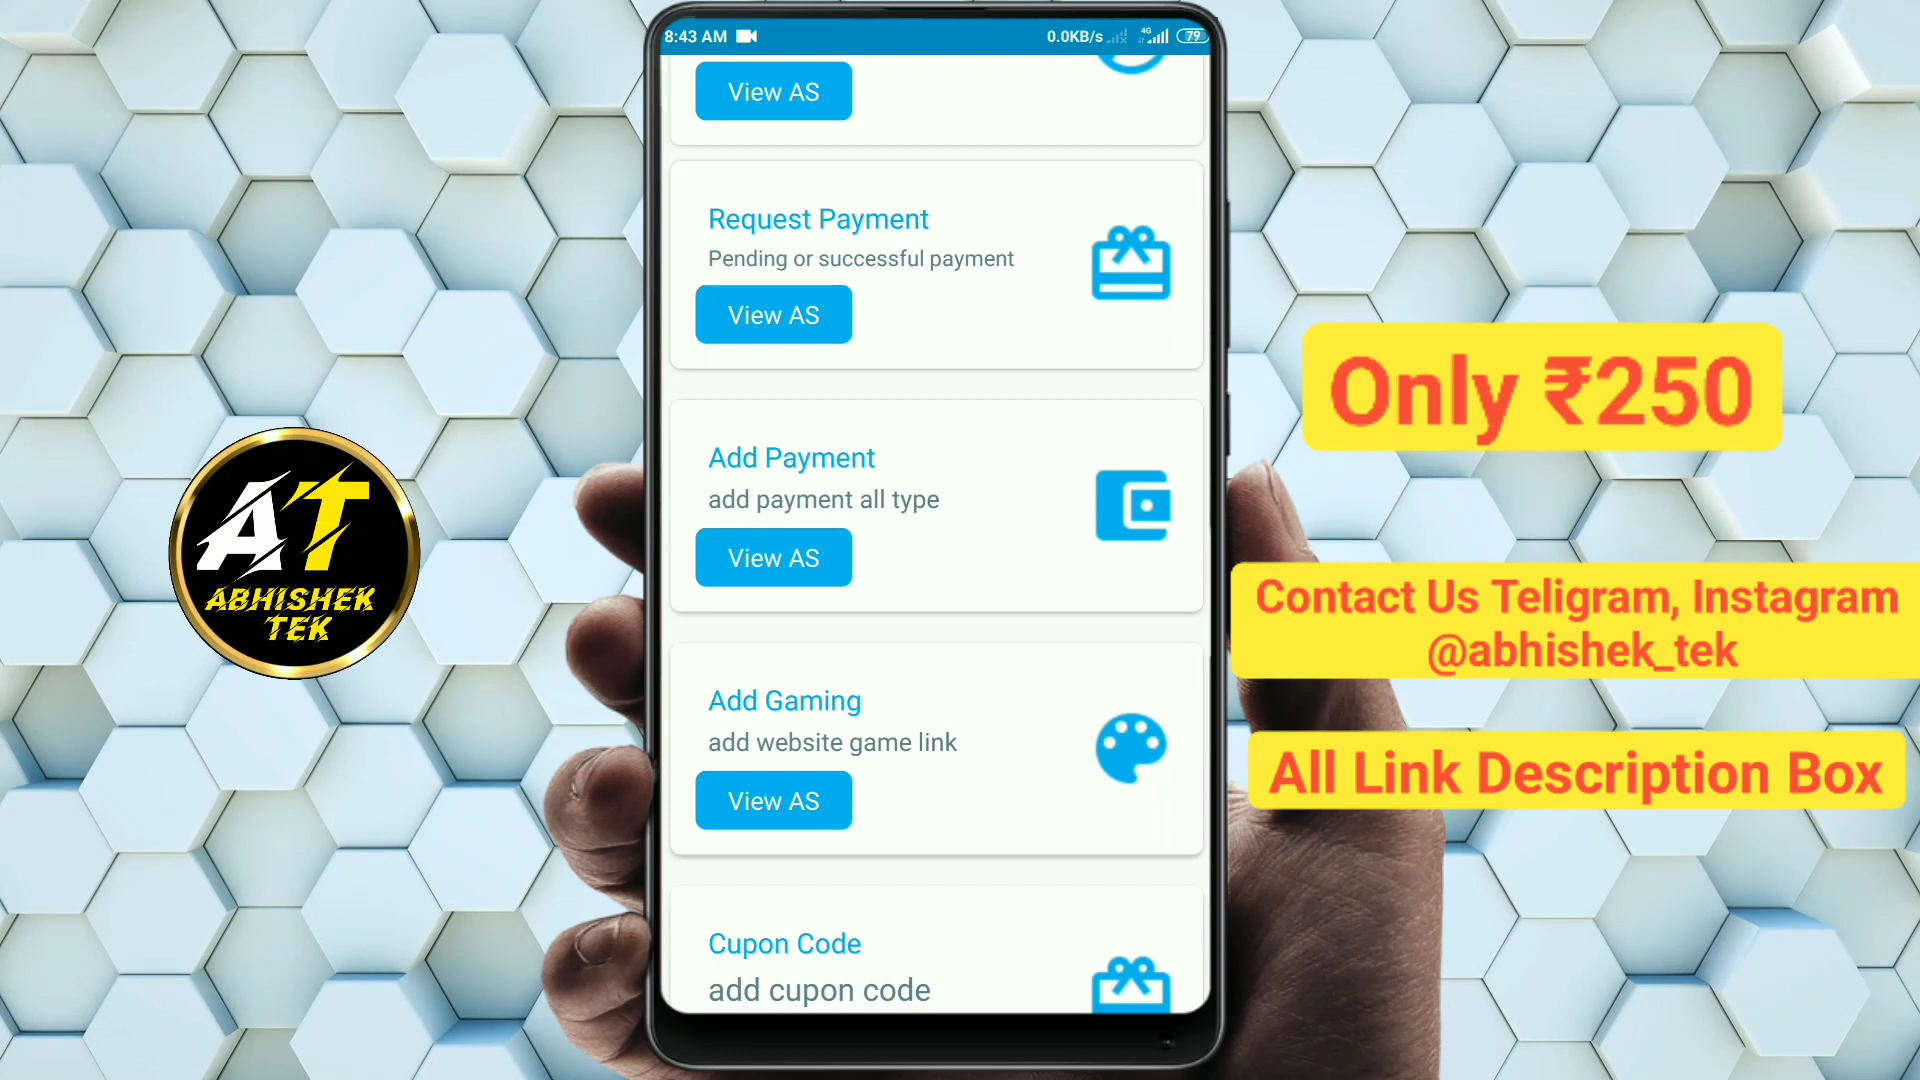 8:43 AM
0.0KB/s
4G
79
View AS
Request Payment
Pending or successful payment
View AS
Add Payment
add payment all type
View AS
Add Gaming
add website game link
View AS
Cupon Code
add cupon code
AT
ABHISHEK
TEK
Only ₹250
Contact Us Teligram, Instagram
@abhishek_tek
All Link Description Box